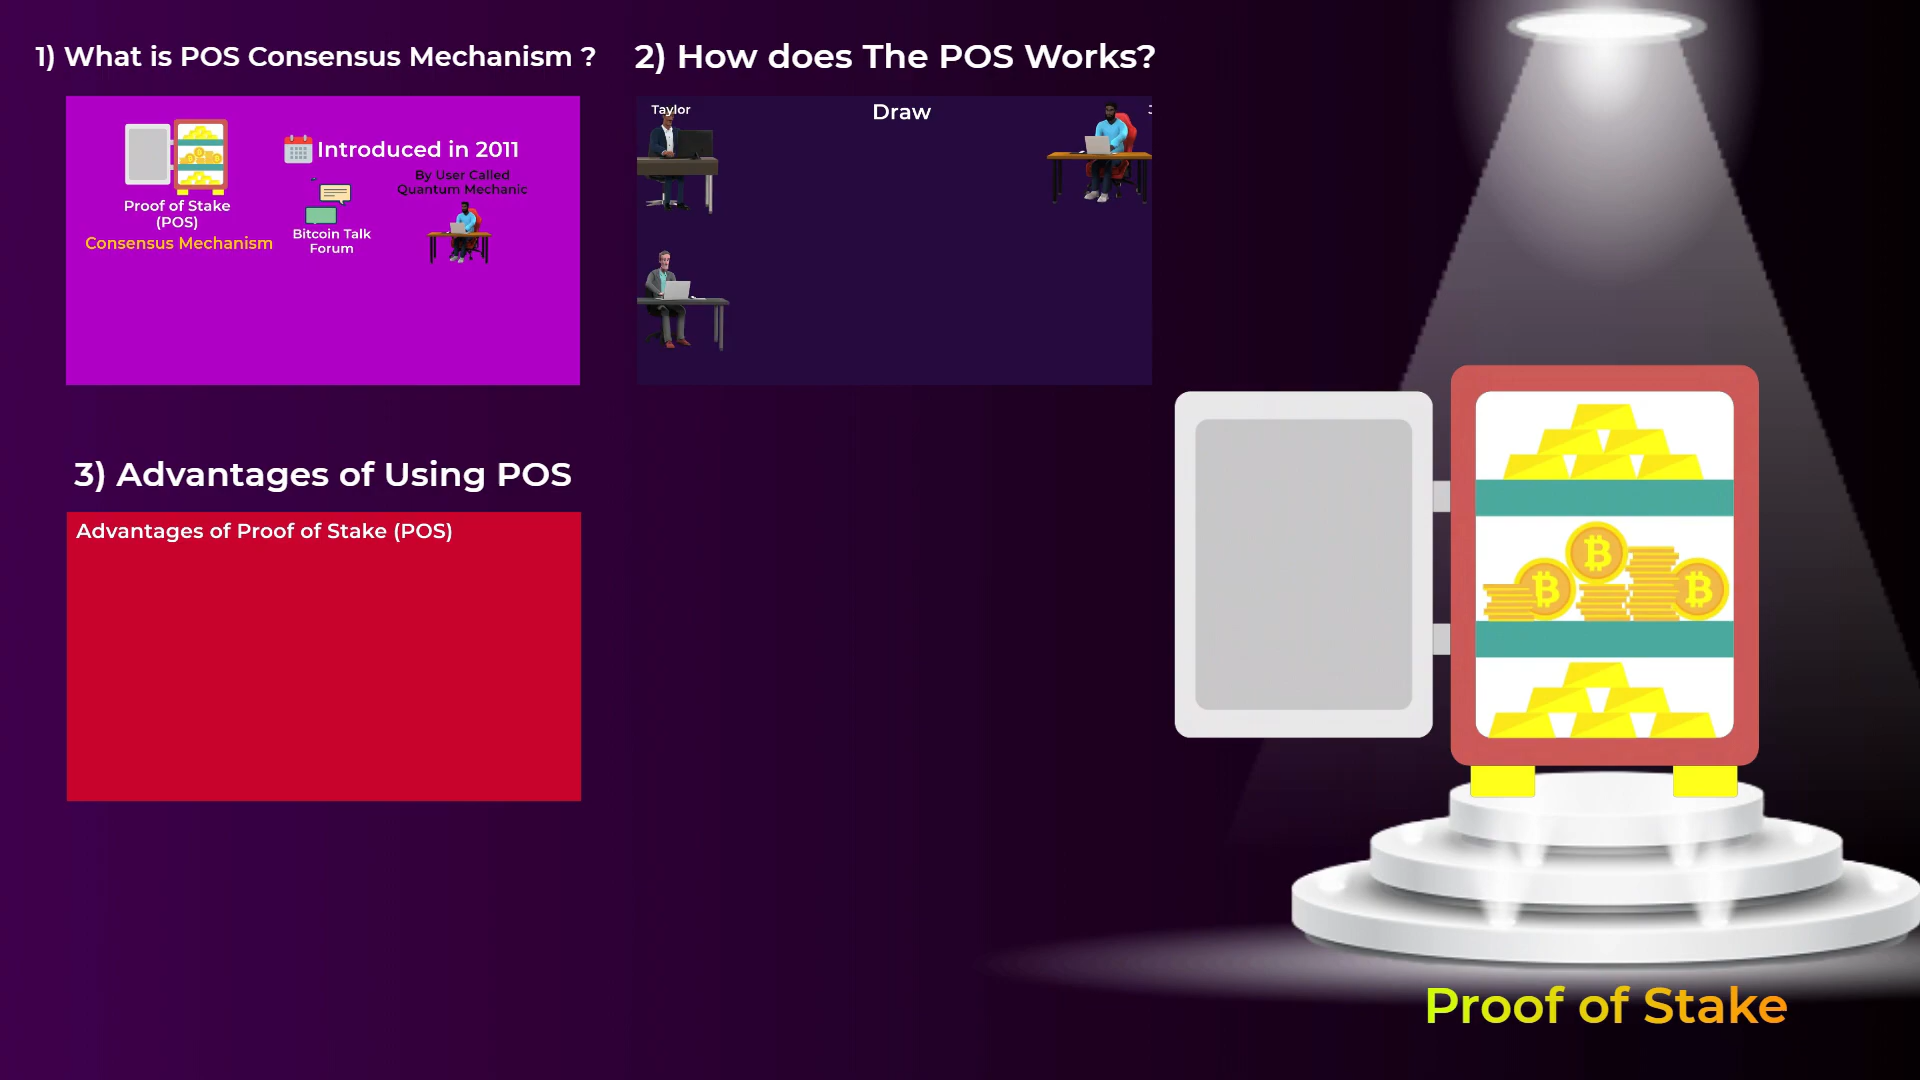 1) What is POS Consensus Mechanism ?
Proof of Stake
(POS)
Consensus Mechanism
Introduced in 2011
By User Called
Quantum Mechanic
Bitcoin Talk
Forum
2) How does The POS Works?
Taylor
Draw
3) Advantages of Using POS
Advantages of Proof of Stake (POS)
Proof of Stake